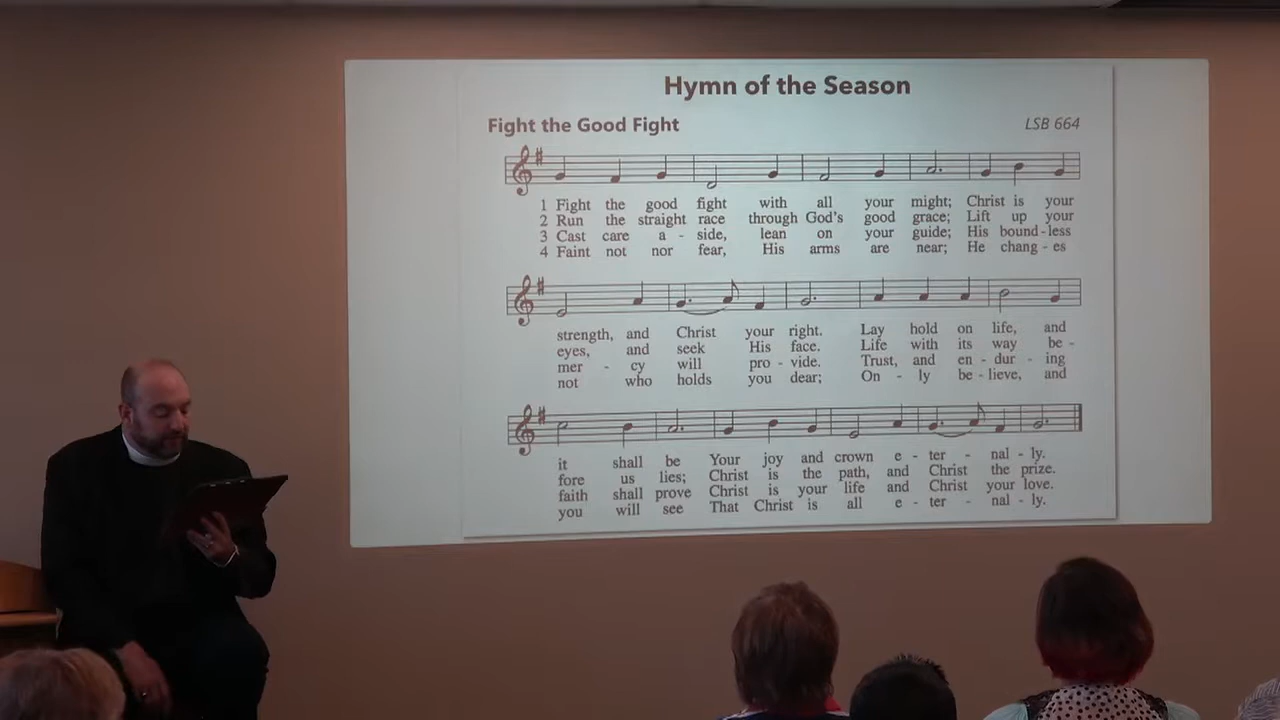 Hymn of the Season
Fight the Good Fight LSB 664
1 Fight the good fight with all your might; Christ is your
2 Run the straight race through God's good grace; Lift up your
3 Cast care a - side, lean on your guide; His bound - less
4 Faint not nor fear, His arms are near; He chang - es
strength, and Christ your right. Lay hold on life, and
eyes, and seek His face. Life with its way be -
mer - cy will pro - vide. Trust, and en - dur - ing
not who holds you dear; On - ly be - lieve, and
it shall be Your joy and crown e - ter - nal - ly.
fore us lies; Christ is the path, and Christ the prize.
faith shall prove Christ is your life and Christ your love.
you will see That Christ is all e - ter - nal - ly.